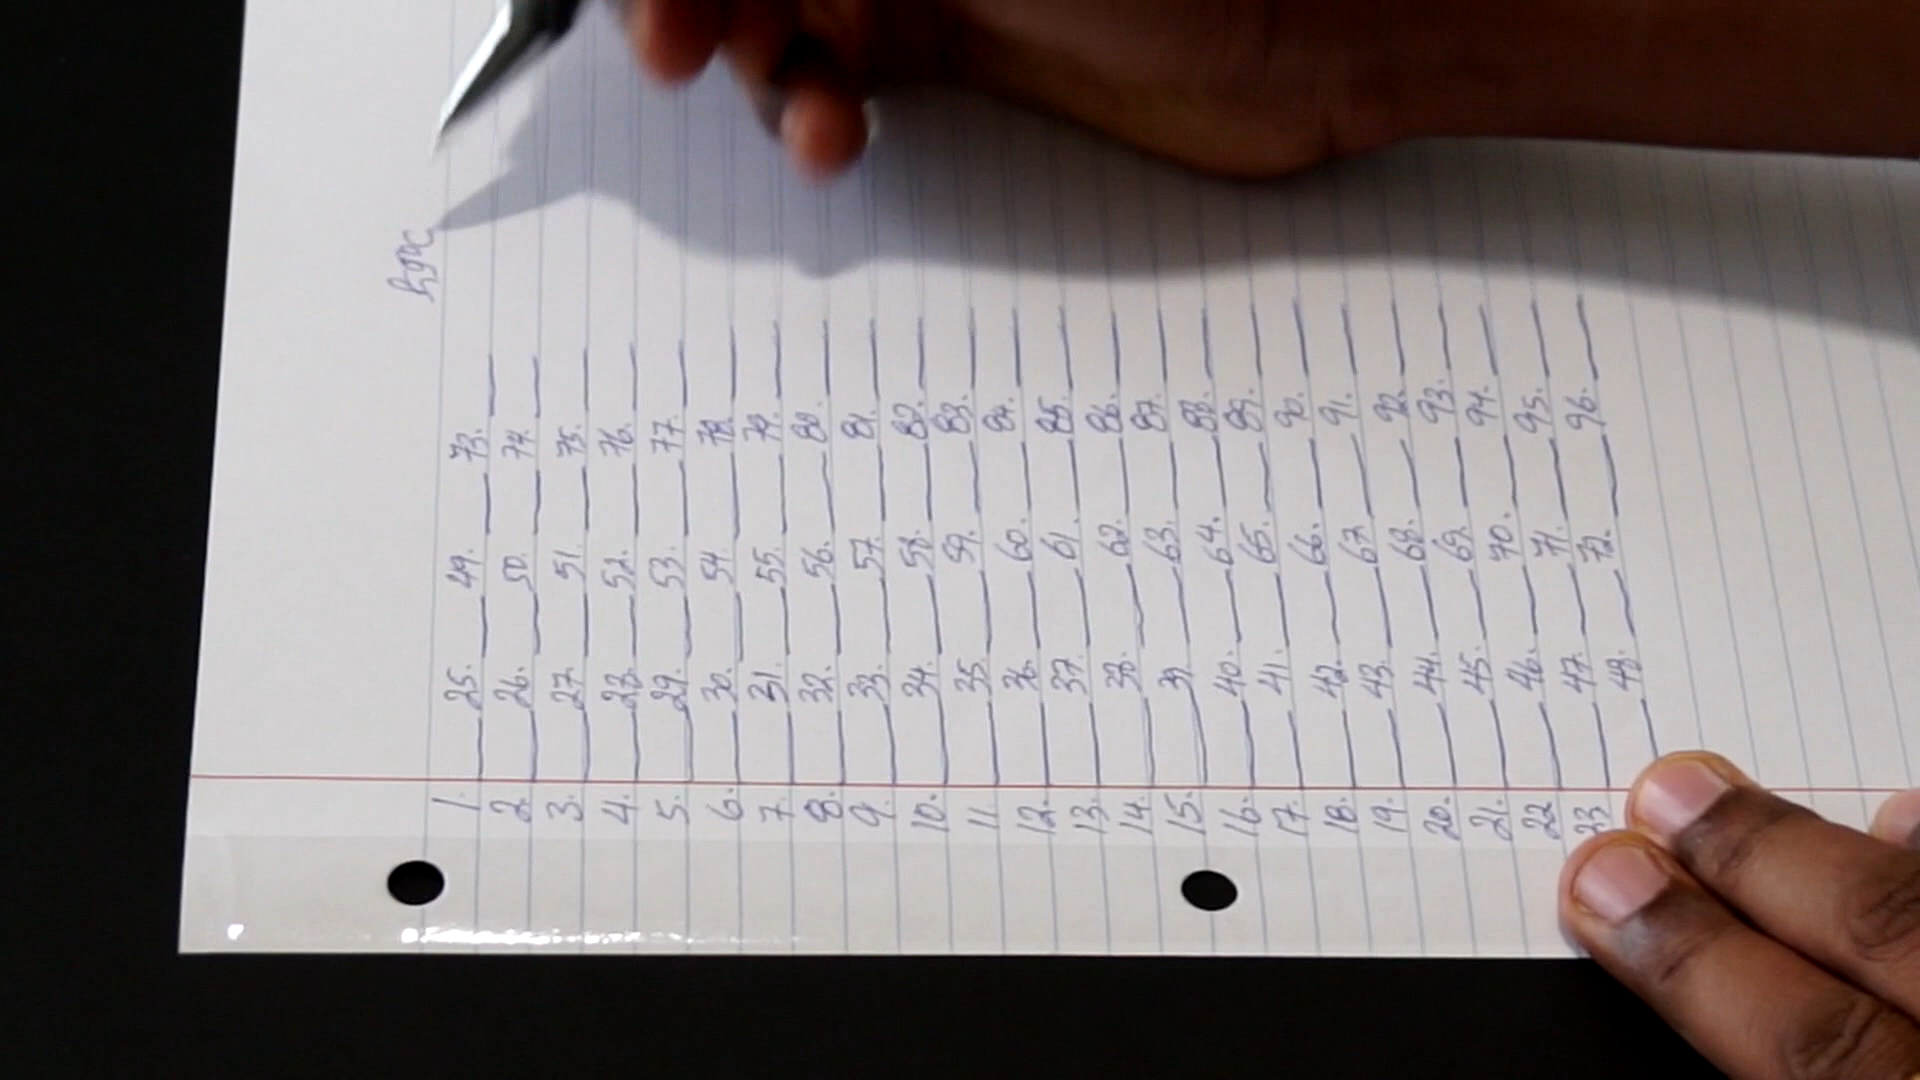 1. 25. 49. 73.
2. 26. 50. 74.
3. 27. 51. 75.
4. 28. 52. 76.
5. 29. 53. 77.
6. 30. 54. 78.
7. 31. 55. 79.
8. 32. 56. 80.
9. 33. 57. 81.
10. 34. 58. 82.
11. 35. 59. 83.
12. 36. 60. 84.
13. 37. 61. 85.
14. 38. 62. 86.
15. 39. 63. 87.
16. 40. 64. 88.
17. 41. 65. 89.
18. 42. 66. 90.
19. 43. 67. 91.
20. 44. 68. 92.
21. 45. 69. 93.
22 46. 70. 94.
23 47. 71. 95.
48. 72. 96.